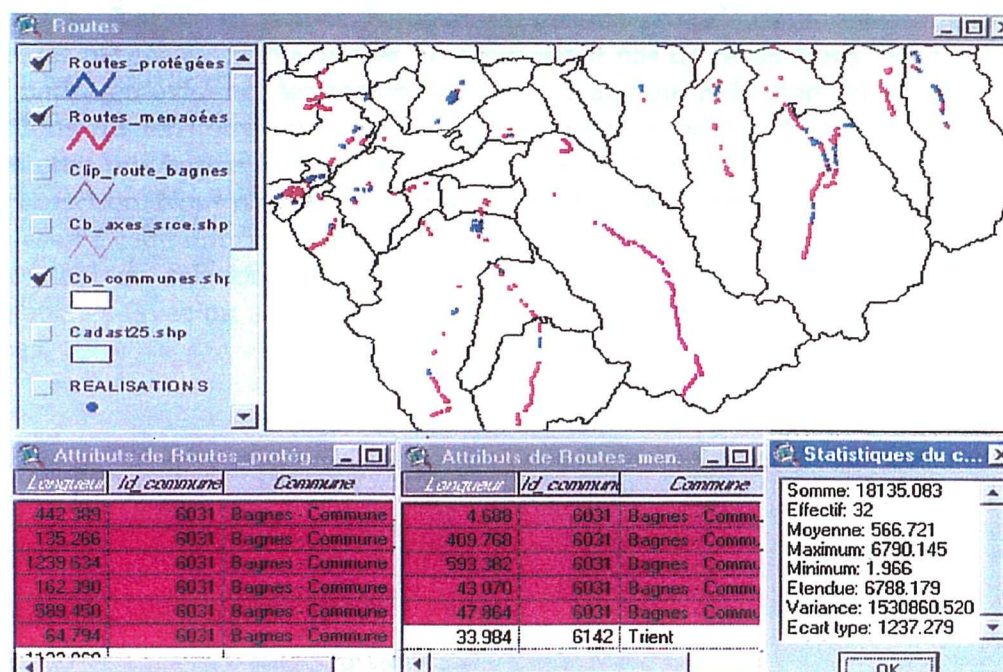 Routes
Routes_protégées
Routes_menacées
Clip_route_bagnes
Cb_axes_srce.shp
Cb_communes.shp
Cadast25.shp
REALISATIONS
Attributs de Routes_protég...
Longueur Id_commune Commune
442.389 6031 Bagnes - Commune
135.266 6031 Bagnes - Commune
1239.634 6031 Bagnes - Commune
162.390 6031 Bagnes - Commune
589.450 6031 Bagnes - Commune
64.794 6031 Bagnes - Commune
Attributs de Routes_men...
Longueur Id_commune Commune
4.688 6031 Bagnes - Commu
409.768 6031 Bagnes - Commu
593.382 6031 Bagnes - Commu
43.070 6031 Bagnes - Commu
47.864 6031 Bagnes - Commu
33.984 6142 Trient
Statistiques du c...
Somme: 18135.083
Effectif: 32
Moyenne: 566.721
Maximum: 6790.145
Minimum: 1.966
Etendue: 6788.179
Variance: 1530860.520
Ecart type: 1237.279
OK